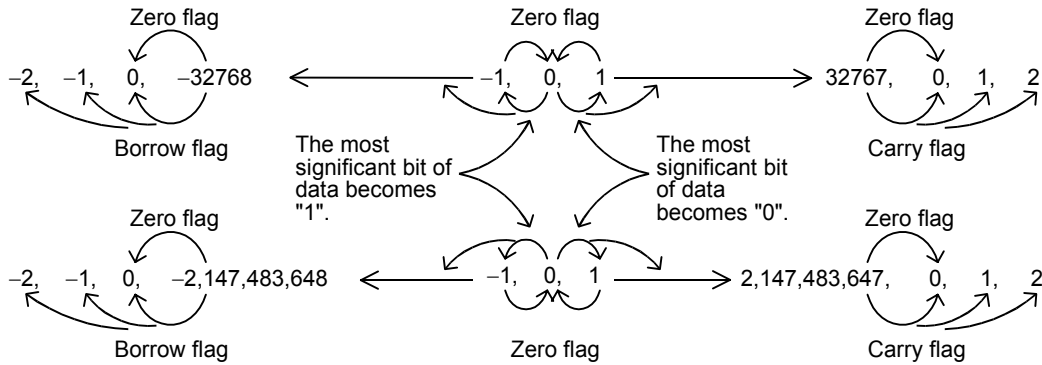 Zero flag Zero flag Zero flag
−2, −1, 0, −32768 −1, 0, 1 32767, 0, 1, 2
Borrow flag Carry flag
The most
significant bit of
data becomes
"1".
The most
significant bit
of data
becomes "0".
Zero flag Zero flag
−2, −1, 0, −2,147,483,648 −1, 0, 1 2,147,483,647, 0, 1, 2
Borrow flag Zero flag Carry flag